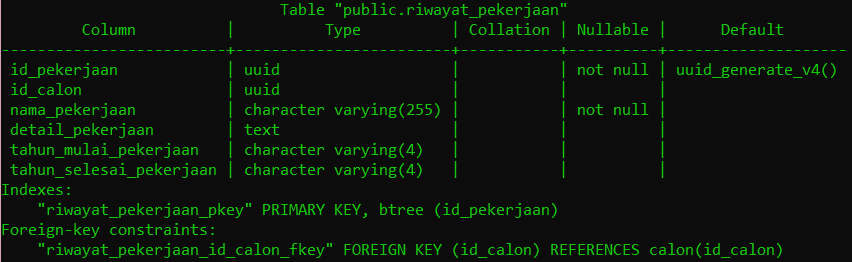 Table "public.riwayat_pekerjaan"
         Column         |          Type          | Collation | Nullable |      Default
------------------------+------------------------+-----------+----------+--------------------
 id_pekerjaan           | uuid                   |           | not null | uuid_generate_v4()
 id_calon               | uuid                   |           |          |
 nama_pekerjaan         | character varying(255) |           | not null |
 detail_pekerjaan       | text                   |           |          |
 tahun_mulai_pekerjaan  | character varying(4)   |           |          |
 tahun_selesai_pekerjaan | character varying(4)   |           |          |
Indexes:
    "riwayat_pekerjaan_pkey" PRIMARY KEY, btree (id_pekerjaan)
Foreign-key constraints:
    "riwayat_pekerjaan_id_calon_fkey" FOREIGN KEY (id_calon) REFERENCES calon(id_calon)